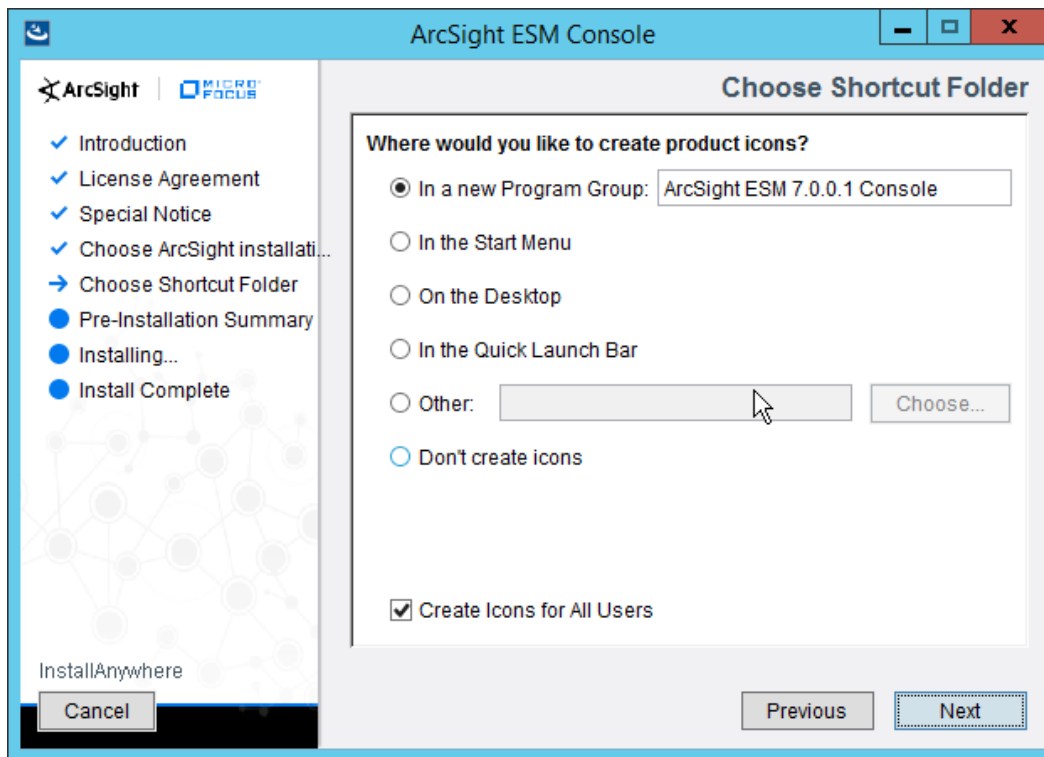 ArcSight ESM Console
ArcSight
MICRO FOCUS
Choose Shortcut Folder
Introduction
License Agreement
Special Notice
Choose ArcSight installati...
Choose Shortcut Folder
Pre-Installation Summary
Installing...
Install Complete
Where would you like to create product icons?
In a new Program Group: ArcSight ESM 7.0.0.1 Console
In the Start Menu
On the Desktop
In the Quick Launch Bar
Other: Choose...
Don't create icons
Create Icons for All Users
InstallAnywhere
Cancel Previous Next